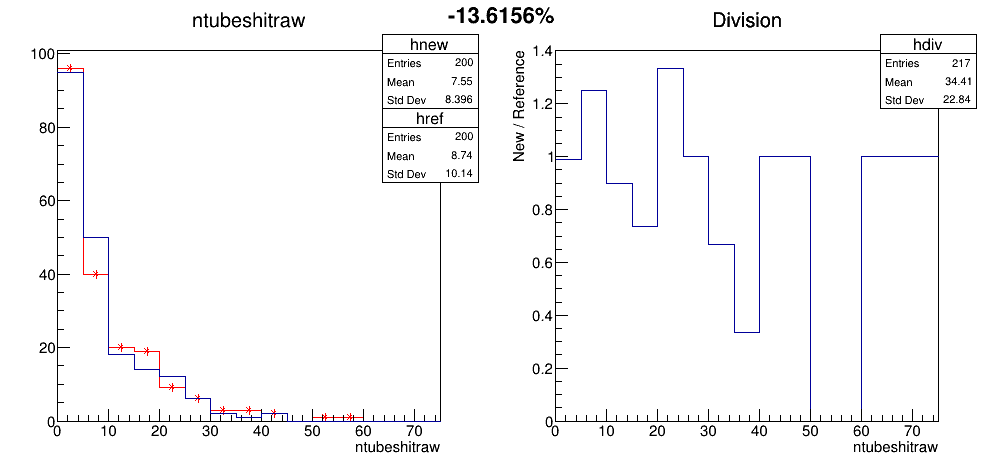 -13.6156%
ntubeshitraw
hnew
Entries 200
Mean 7.55
Std Dev 8.396
href
Entries 200
Mean 8.74
Std Dev 10.14
100
80
60
40
20
0
0 10 20 30 40 50 60 70
ntubeshitraw
Division
hdiv
Entries 217
Mean 34.41
Std Dev 22.84
New / Reference
1.4
1.2
1
0.8
0.6
0.4
0.2
0
0 10 20 30 40 50 60 70
ntubeshitraw